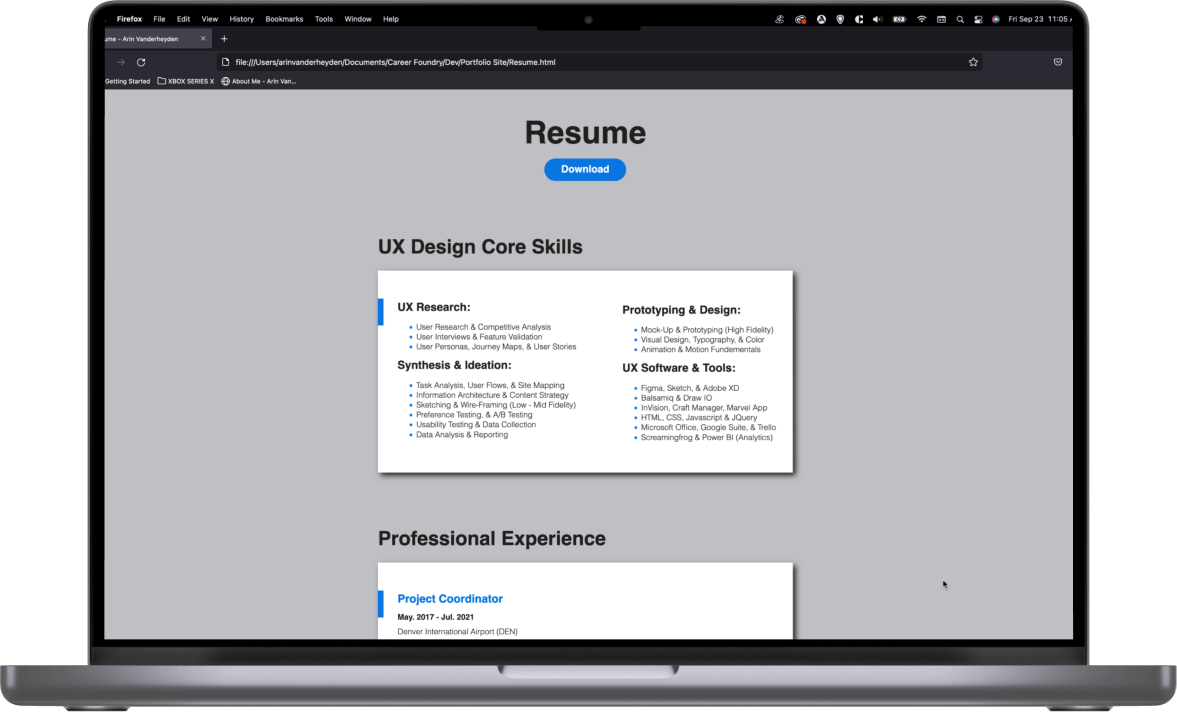 Firefox File Edit View History Bookmarks Tools Window Help
Fri Sep 23 11:05
ume - Arin Vanderheyden
file:///Users/arinvanderheyden/Documents/Career Foundry/Dev/Portfolio Site/Resume.html
Getting Started XBOX SERIES X About Me - Arin Van...
Resume
Download
UX Design Core Skills
UX Research:
User Research & Competitive Analysis
User Interviews & Feature Validation
User Personas, Journey Maps, & User Stories
Synthesis & Ideation:
Task Analysis, User Flows, & Site Mapping
Information Architecture & Content Strategy
Sketching & Wire-Framing (Low - Mid Fidelity)
Preference Testing, & A/B Testing
Usability Testing & Data Collection
Data Analysis & Reporting
Prototyping & Design:
Mock-Up & Prototyping (High Fidelity)
Visual Design, Typography, & Color
Animation & Motion Fundementals
UX Software & Tools:
Figma, Sketch, & Adobe XD
Balsamiq & Draw IO
InVision, Craft Manager, Marvel App
HTML, CSS, Javascript & JQuery
Microsoft Office, Google Suite, & Trello
Screamingfrog & Power BI (Analytics)
Professional Experience
Project Coordinator
May. 2017 - Jul. 2021
Denver International Airport (DEN)